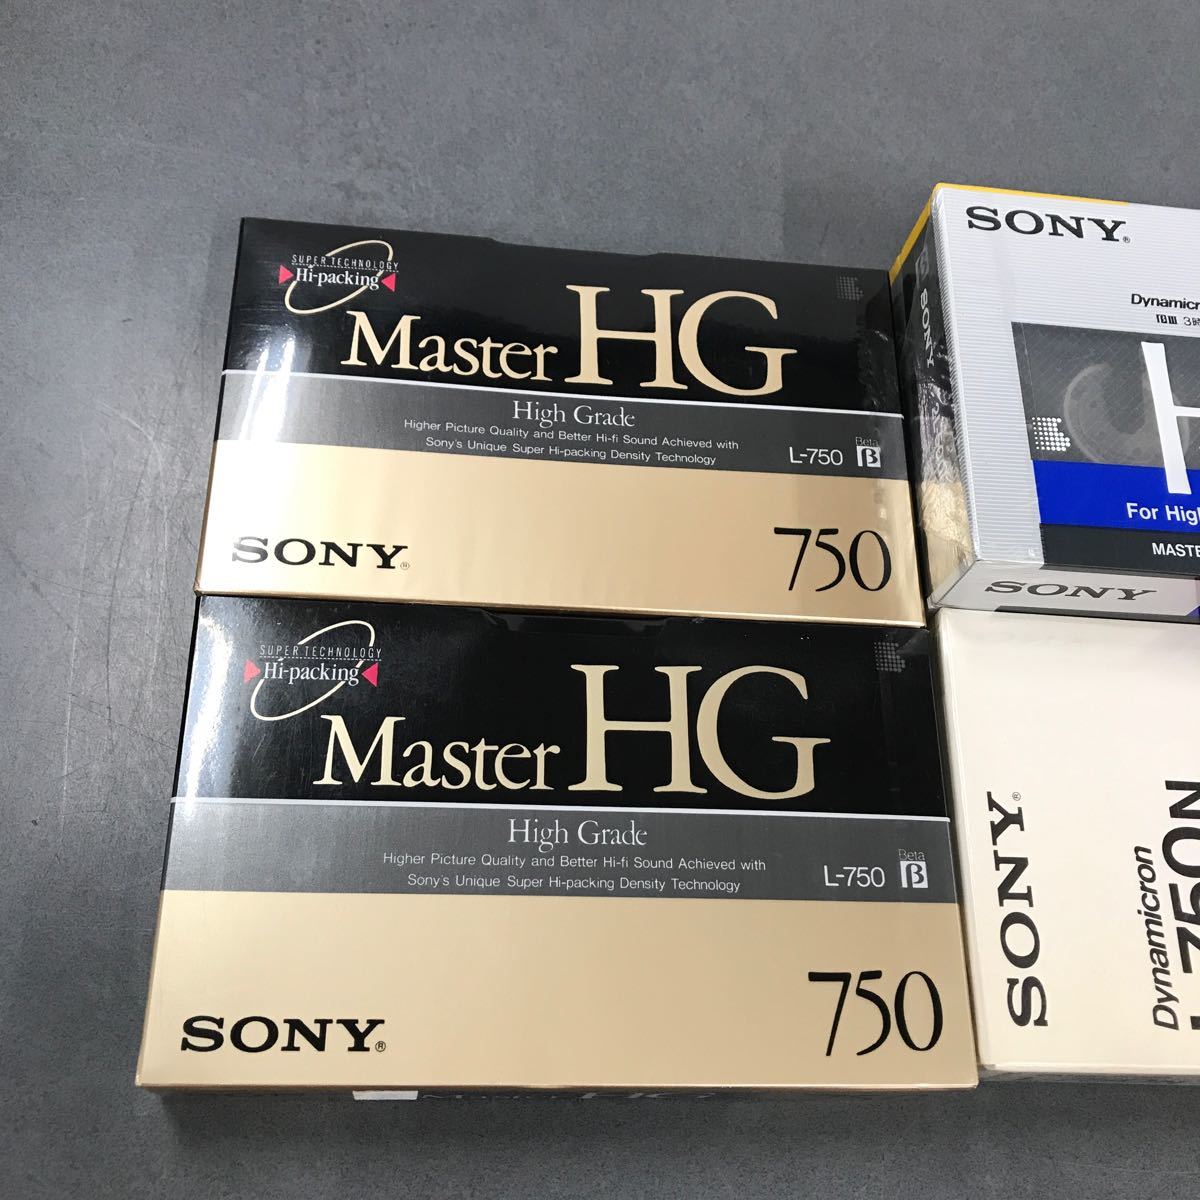 SUPER TECHNOLOGY
Hi-packing
Master HG
High Grade
Higher Picture Quality and Better Hi-fi Sound Achieved with
Sony's Unique Super Hi-packing Density Technology
L-750
Beta
β
SONY®
750
SUPER TECHNOLOGY
Hi-packing
Master HG
High Grade
Higher Picture Quality and Better Hi-fi Sound Achieved with
Sony's Unique Super Hi-packing Density Technology
L-750
Beta
β
SONY®
750
Master HG
SONY®
β SONY
For High
SONY
SONY®
Dynamicron
750N